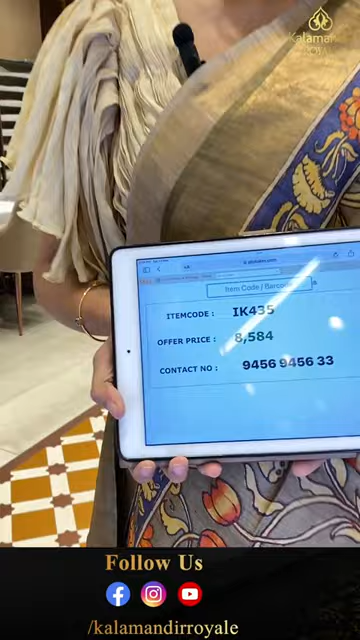 Kalamandir
ROYALE
Item Code / Barcode
ITEMCODE : IK435
OFFER PRICE : 8,584
CONTACT NO : 9456 9456 33
Follow Us
/kalamandirroyale